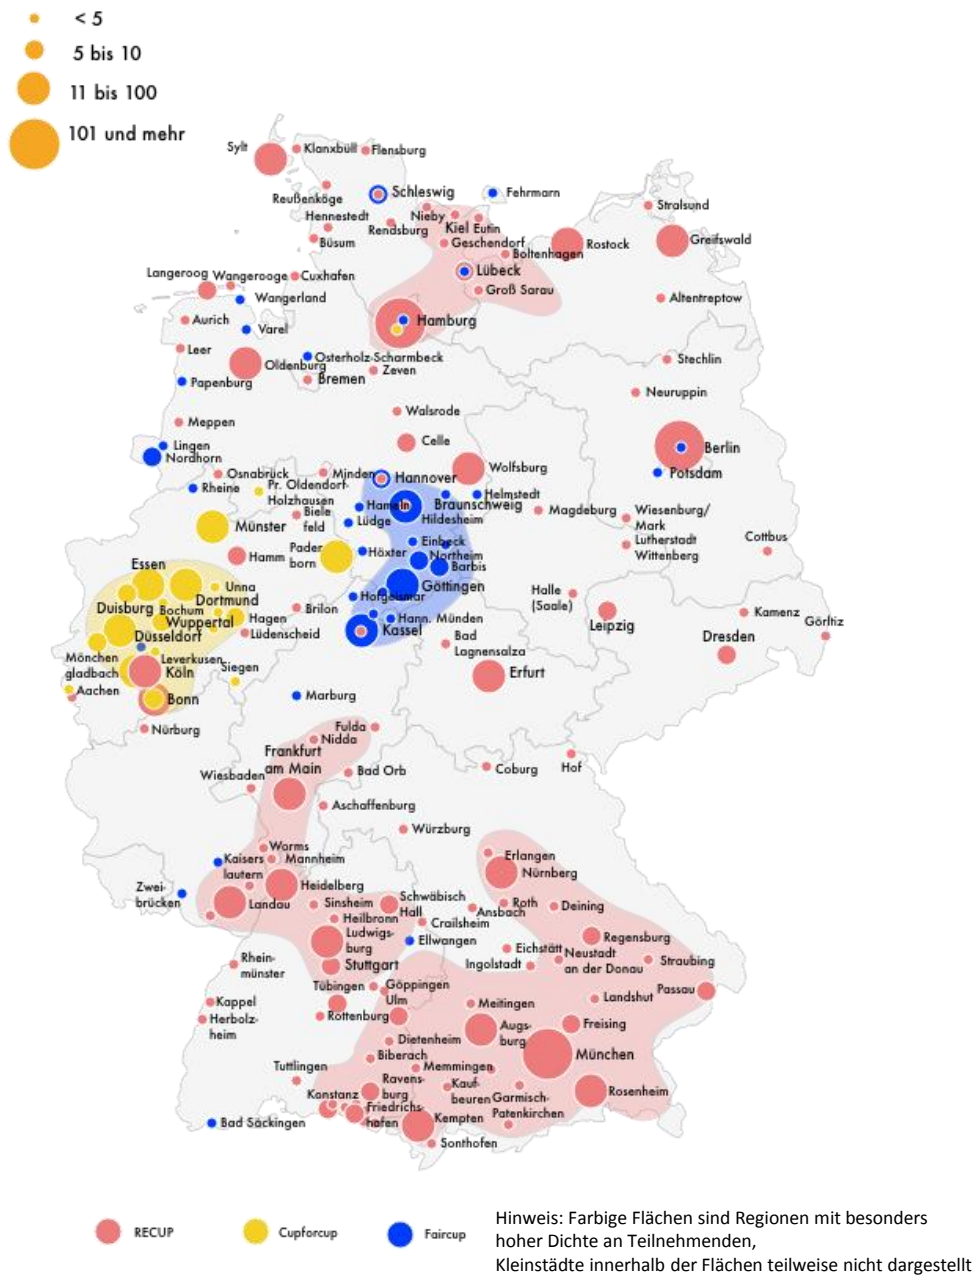 < 5
5 bis 10
11 bis 100
101 und mehr
Sylt
Klanxbüll
Flensburg
Reußenköge
Schleswig
Fehrmarn
Hennestedt
Nieby
Stralsund
Rendsburg
Kiel
Eutin
Büsum
Geschendorf
Rostock
Greifswald
Boltenhagen
Langeroog
Wangerooge
Cuxhafen
Lübeck
Wangerland
Groß Sarau
Altentreptow
Aurich
Varel
Hamburg
Leer
Osterholz-Scharmbeck
Stechlin
Oldenburg
Zeven
Papenburg
Bremen
Neuruppin
Meppen
Walsrode
Lingen
Celle
Berlin
Nordhorn
Wolfsburg
Potsdam
Osnabrück
Minden
Hannover
Rheine
Pr. Oldendorf-
Holzhausen
Helmstedt
Hameln
Braunschweig
Magdeburg
Wiesenburg/
Mark
Biele
feld
Lüdge
Hildesheim
Münster
Lutherstadt
Wittenberg
Cottbus
Einbeck
Hamm
Pader
born
Höxter
Northeim
Barbis
Essen
Unna
Göttingen
Dortmund
Hofgeismar
Halle
(Saale)
Duisburg
Bochum
Brilon
Leipzig
Kamenz
Wuppertal
Hagen
Hann. Münden
Görlitz
Düsseldorf
Lüdenscheid
Kassel
Bad
Lagnensalza
Dresden
Mönchen
gladbach
Leverkusen
Siegen
Köln
Erfurt
Aachen
Bonn
Marburg
Nürburg
Fulda
Nidda
Frankfurt
am Main
Wiesbaden
Bad Orb
Coburg
Hof
Aschaffenburg
Würzburg
Worms
Kaisers
lautern
Mannheim
Erlangen
Nürnberg
Zwei-
brücken
Heidelberg
Landau
Sinsheim
Schwäbisch
Hall
Roth
Deining
Heilbronn
Ansbach
Crailsheim
Ludwigs-
burg
Ellwangen
Regensburg
Eichstätt
Neustadt
an der Donau
Rhein-
münster
Stuttgart
Ingolstadt
Straubing
Tübingen
Göppingen
Passau
Kappel
Ulm
Meitingen
Landshut
Herbolz-
heim
Rottenburg
Augs-
burg
Freising
Dietenheim
München
Biberach
Tuttlingen
Memmingen
Ravens-
burg
Kauf-
beuren
Garmisch-
Patenkirchen
Rosenheim
Konstanz
Friedrichs-
hafen
Kempten
Bad Säckingen
Sonthofen
RECUP
Cupforcup
Faircup
Hinweis: Farbige Flächen sind Regionen mit besonders
hoher Dichte an Teilnehmenden,
Kleinstädte innerhalb der Flächen teilweise nicht dargestellt